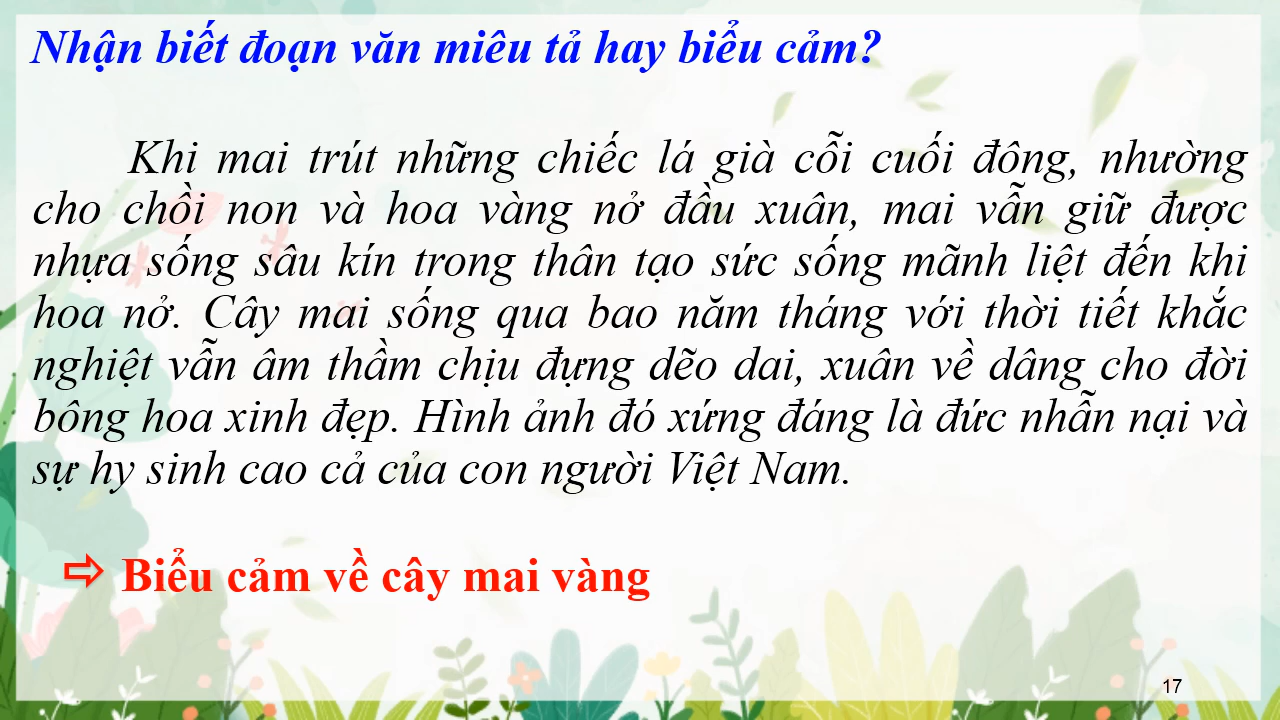 Nhận biết đoạn văn miêu tả hay biểu cảm?
Khi mai trút những chiếc lá già cỗi cuối đông, nhường
cho chồi non và hoa vàng nở đầu xuân, mai vẫn giữ được
nhựa sống sâu kín trong thân tạo sức sống mãnh liệt đến khi
hoa nở. Cây mai sống qua bao năm tháng với thời tiết khắc
nghiệt vẫn âm thầm chịu đựng dẽo dai, xuân về dâng cho đời
bông hoa xinh đẹp. Hình ảnh đó xứng đáng là đức nhẫn nại và
sự hy sinh cao cả của con người Việt Nam.
⇨ Biểu cảm về cây mai vàng
17